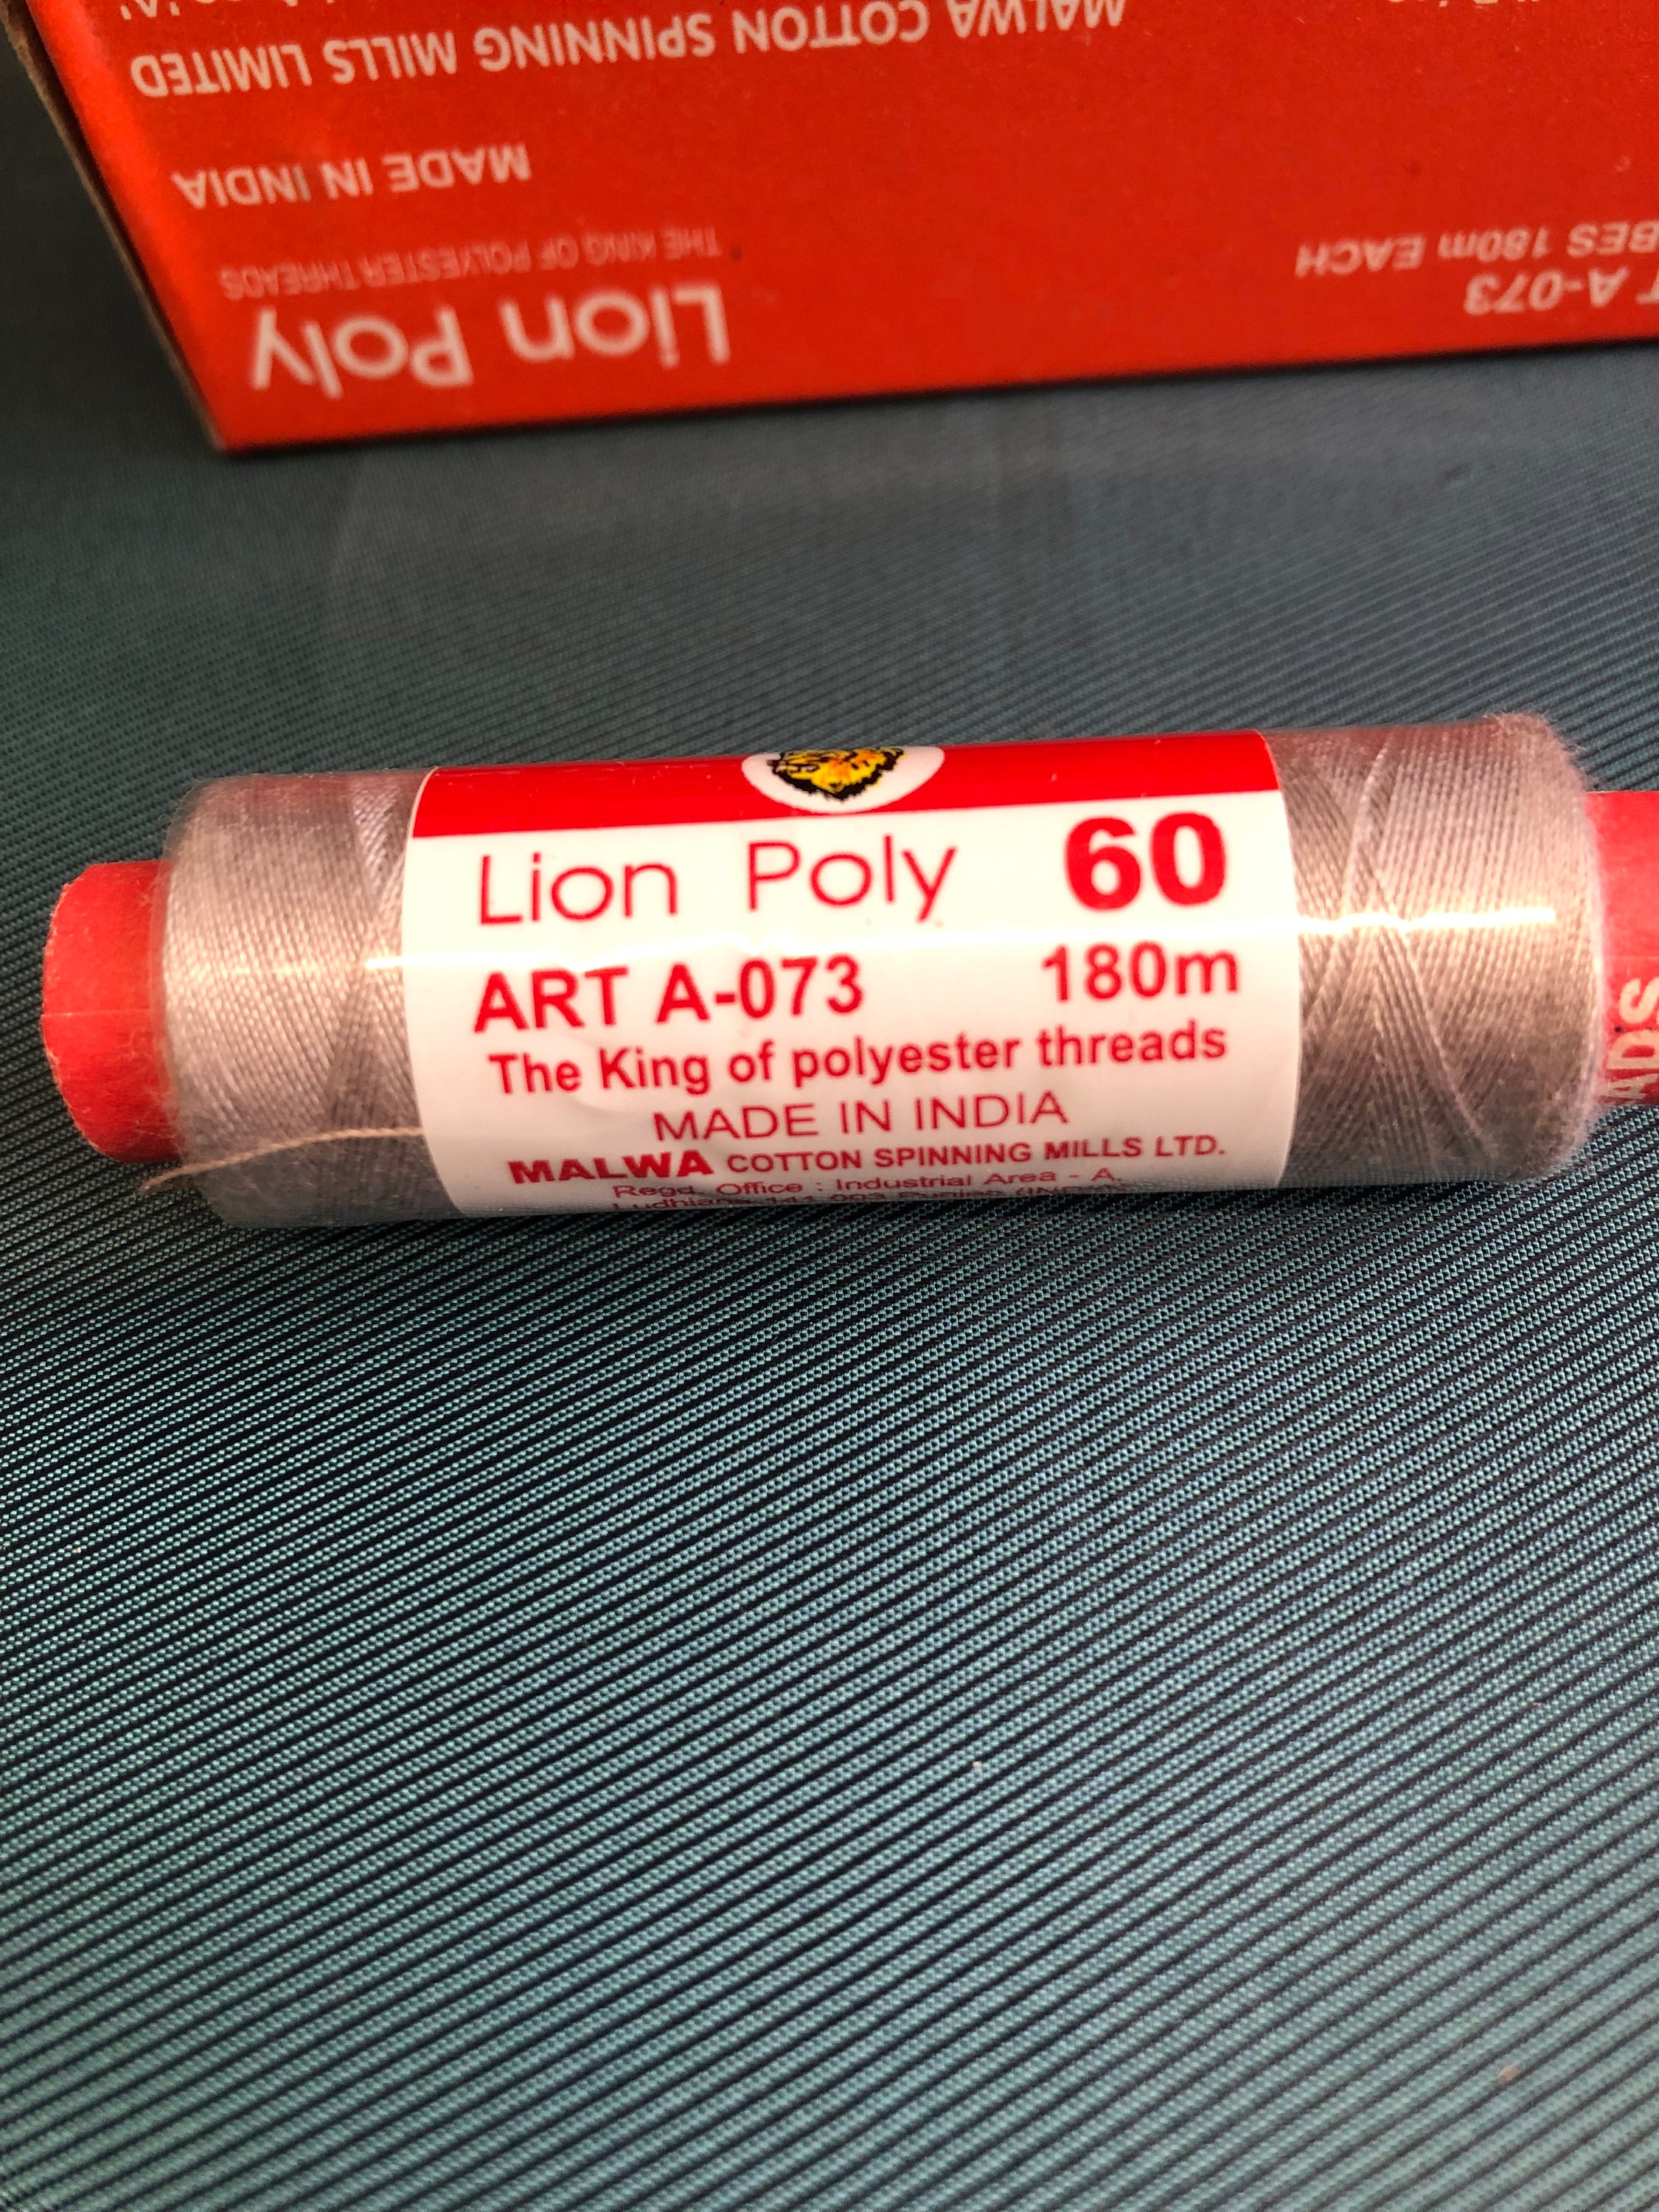 MALWA COTTON SPINNING MILLS LIMITED
MADE IN INDIA
THE KING OF POLYESTER THREADS
Lion Poly
180m EACH
A-073
Lion Poly 60
ART A-073 180m
The King of polyester threads
MADE IN INDIA
MALWA COTTON SPINNING MILLS LTD.
Regd. Office : Industrial Area - A,